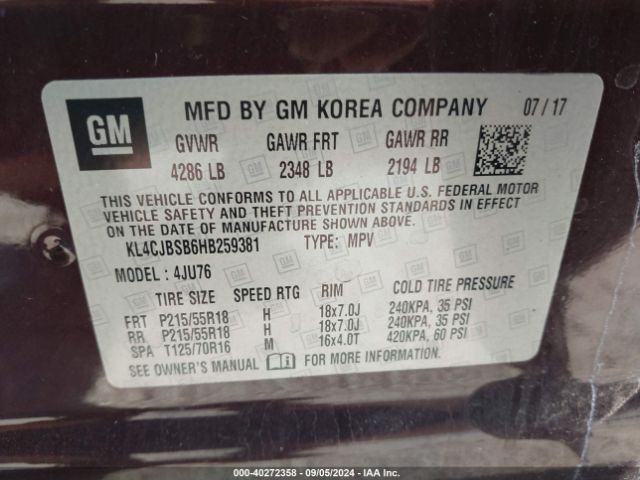 GM
MFD BY GM KOREA COMPANY 07/17
GVWR GAWR FRT GAWR RR
4286 LB 2348 LB 2194 LB
THIS VEHICLE CONFORMS TO ALL APPLICABLE U.S. FEDERAL MOTOR
VEHICLE SAFETY AND THEFT PREVENTION STANDARDS IN EFFECT
ON THE DATE OF MANUFACTURE SHOWN ABOVE.
KL4CJBSB6HB259381 TYPE: MPV
MODEL: 4JU76
TIRE SIZE SPEED RTG RIM COLD TIRE PRESSURE
FRT P215/55R18 H 18x7.0J 240KPA, 35 PSI
RR P215/55R18 H 18x7.0J 240KPA, 35 PSI
SPA T125/70R16 M 16x4.0T 420KPA, 60 PSI
SEE OWNER'S MANUAL FOR MORE INFORMATION.
000-40272358 - 09/05/2024 - IAA Inc.